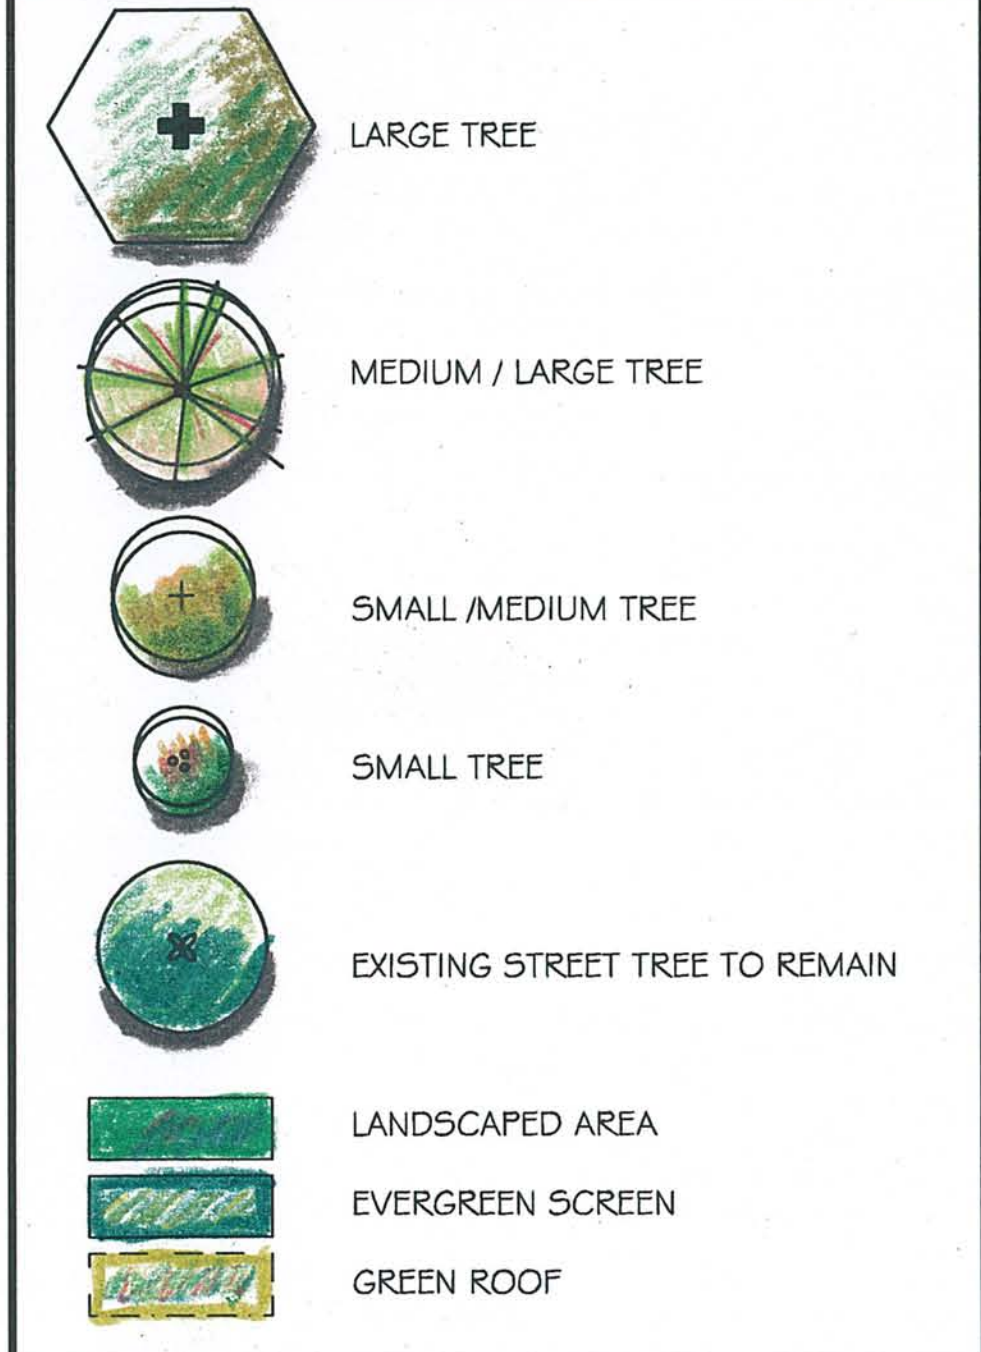 LARGE TREE
MEDIUM / LARGE TREE
SMALL /MEDIUM TREE
SMALL TREE
EXISTING STREET TREE TO REMAIN
LANDSCAPED AREA
EVERGREEN SCREEN
GREEN ROOF